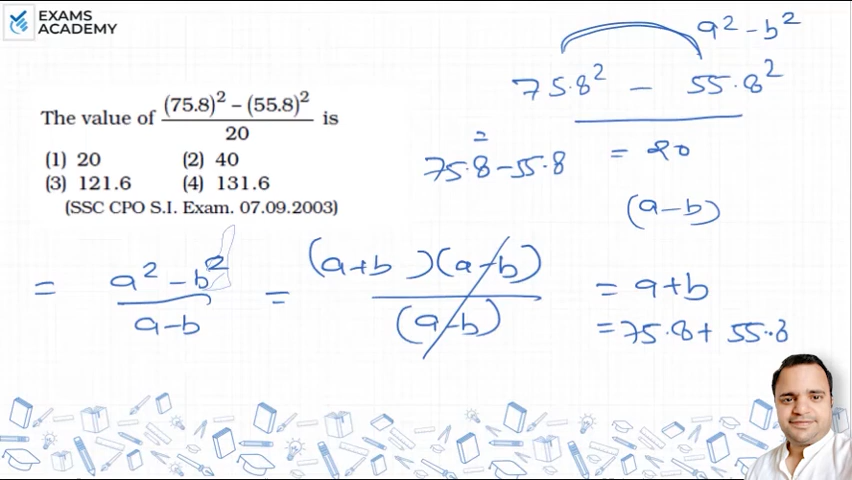 EXAMS
ACADEMY
a² − b²
75.8² − 55.8²
The value of (75.8)² − (55.8)² / 20 is
(1) 20 (2) 40
(3) 121.6 (4) 131.6
(SSC CPO S.I. Exam. 07.09.2003)
75.8 − 55.8 = 20
(a − b)
= a² − b² / a − b = (a + b)(a − b) / (a − b) = a + b
= 75.8 + 55.8